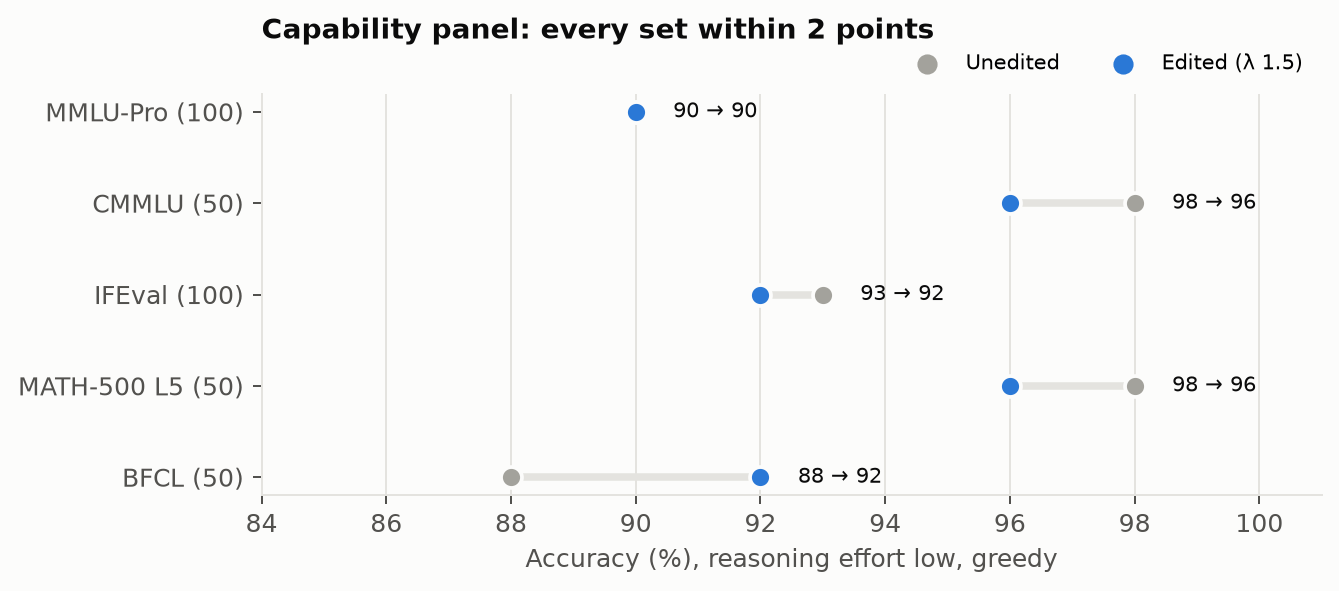 Capability panel: every set within 2 points
Unedited
Edited (λ 1.5)
MMLU-Pro (100)
90 → 90
CMMLU (50)
98 → 96
IFEval (100)
93 → 92
MATH-500 L5 (50)
98 → 96
BFCL (50)
88 → 92
84 86 88 90 92 94 96 98 100
Accuracy (%), reasoning effort low, greedy